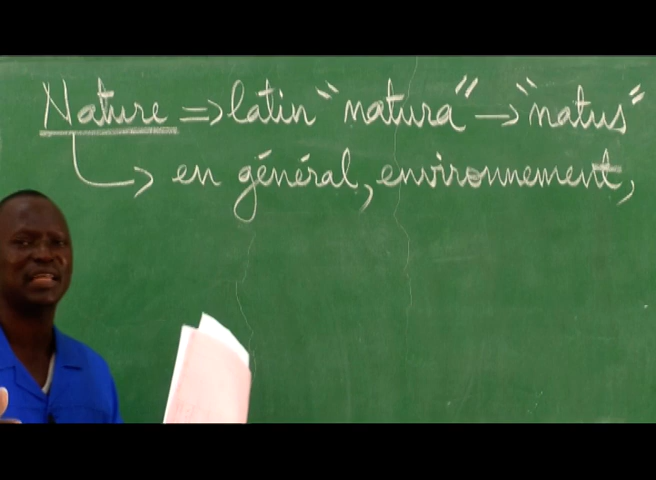 Nature => latin "natura" → "natus"
↳ en général, environnement,